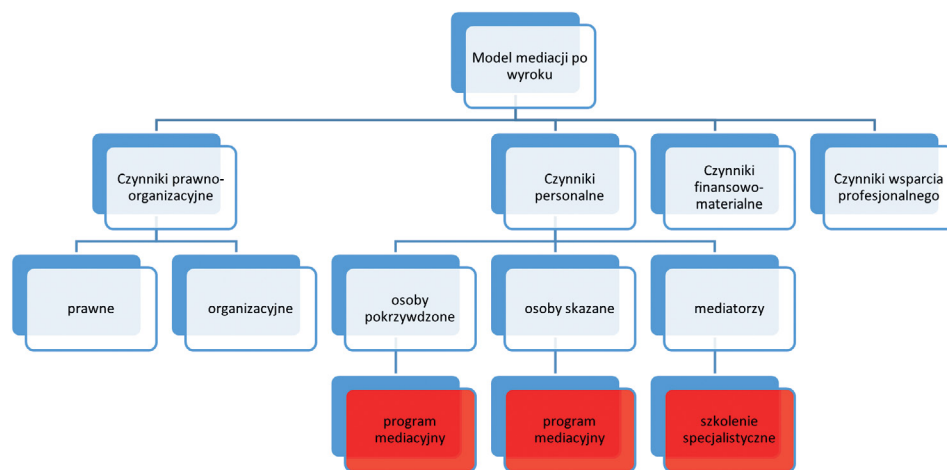 Model mediacji po
wyroku
Czynniki prawno-
organizacyjne
Czynniki
personalne
Czynniki
finansowo-
materialne
Czynniki wsparcia
profesjonalnego
prawne
organizacyjne
osoby
pokrzywdzone
osoby skazane
mediatorzy
program
mediacyjny
program
mediacyjny
szkolenie
specjalistyczne